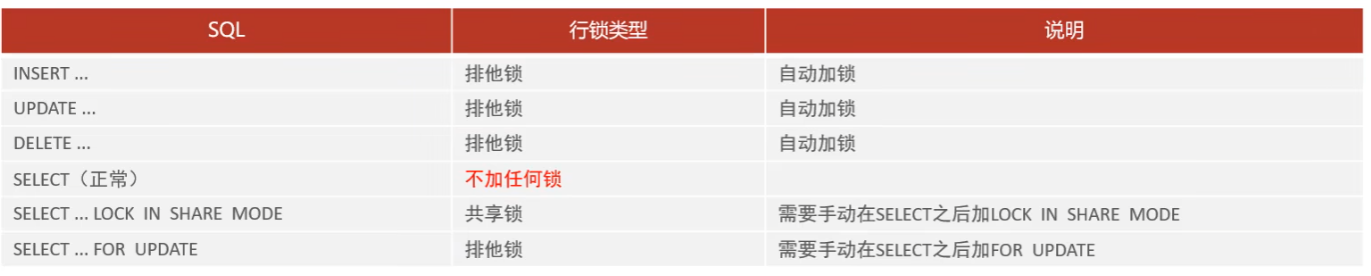 SQL 行锁类型 说明
INSERT ... 排他锁 自动加锁
UPDATE ... 排他锁 自动加锁
DELETE ... 排他锁 自动加锁
SELECT（正常） 不加任何锁
SELECT ... LOCK IN SHARE MODE 共享锁 需要手动在SELECT之后加LOCK IN SHARE MODE
SELECT ... FOR UPDATE 排他锁 需要手动在SELECT之后加FOR UPDATE